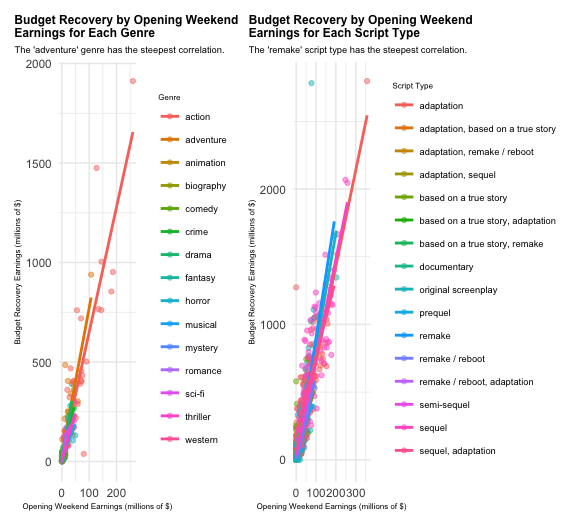 Budget Recovery by Opening Weekend
Earnings for Each Genre
The 'adventure' genre has the steepest correlation.
Budget Recovery Earnings (millions of $)
2000
1500
1000
500
0
0 100 200
Opening Weekend Earnings (millions of $)
Genre
action
adventure
animation
biography
comedy
crime
drama
fantasy
horror
musical
mystery
romance
sci-fi
thriller
western
Budget Recovery by Opening Weekend
Earnings for Each Script Type
The 'remake' script type has the steepest correlation.
Budget Recovery Earnings (millions of $)
2000
1000
0
0 100200300
Opening Weekend Earnings (millions of $)
Script Type
adaptation
adaptation, based on a true story
adaptation, remake / reboot
adaptation, sequel
based on a true story
based on a true story, adaptation
based on a true story, remake
documentary
original screenplay
prequel
remake
remake / reboot
remake / reboot, adaptation
semi-sequel
sequel
sequel, adaptation